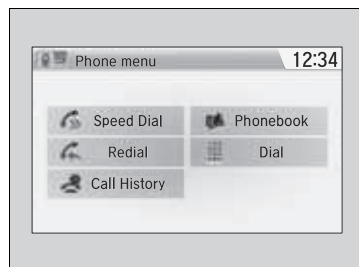 Phone menu 12:34
Speed Dial Phonebook
Redial Dial
Call History